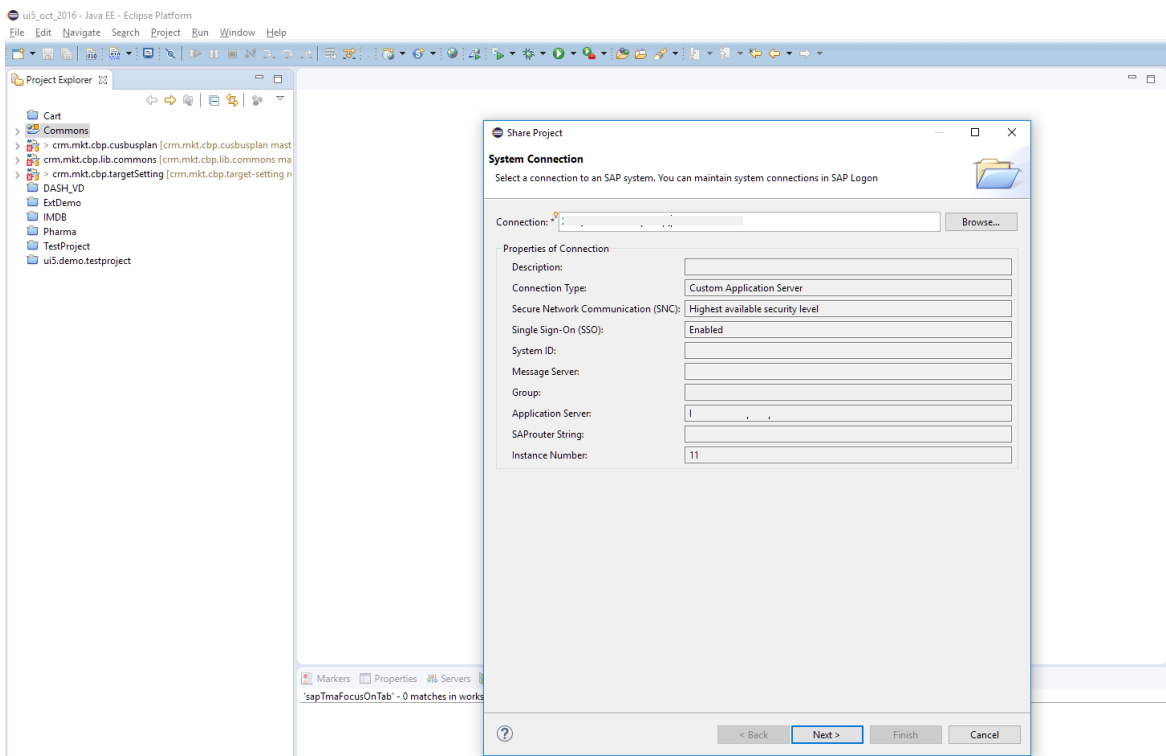 ui5_oct_2016 - Java EE - Eclipse Platform
File Edit Navigate Search Project Run Window Help
Project Explorer
Cart
Commons
> crm.mkt.cbp.cusbusplan [crm.mkt.cbp.cusbusplan mast
crm.mkt.cbp.lib.commons [crm.mkt.cbp.lib.commons ma
> crm.mkt.cbp.targetSetting [crm.mkt.cbp.target-setting r
DASH_VD
ExtDemo
IMDB
Pharma
TestProject
ui5.demo.testproject
Share Project
System Connection
Select a connection to an SAP system. You can maintain system connections in SAP Logon
Connection: * Browse...
Properties of Connection
Description:
Connection Type: Custom Application Server
Secure Network Communication (SNC): Highest available security level
Single Sign-On (SSO): Enabled
System ID:
Message Server:
Group:
Application Server:
SAProuter String:
Instance Number: 11
Markers Properties Servers
'sapTmaFocusOnTab' - 0 matches in works
? < Back Next > Finish Cancel